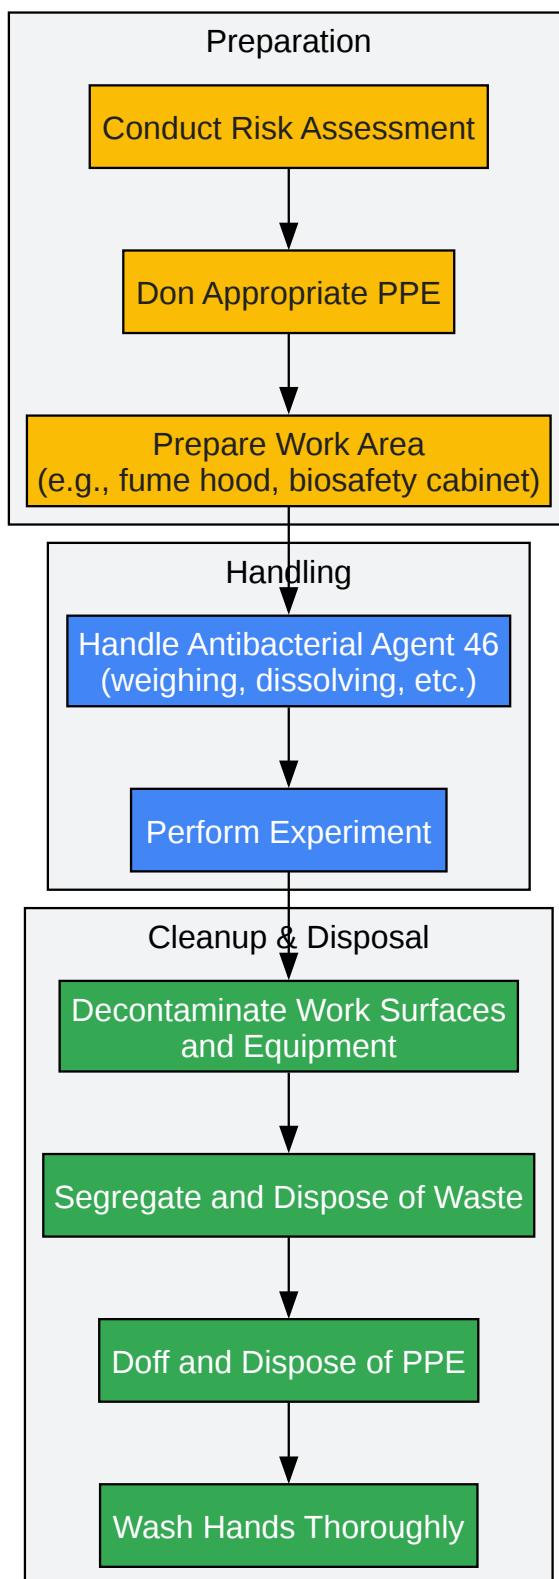 Preparation
Conduct Risk Assessment
Don Appropriate PPE
Prepare Work Area
(e.g., fume hood, biosafety cabinet)
Handling
Handle Antibacterial Agent 46
(weighing, dissolving, etc.)
Perform Experiment
Cleanup & Disposal
Decontaminate Work Surfaces
and Equipment
Segregate and Dispose of Waste
Doff and Dispose of PPE
Wash Hands Thoroughly